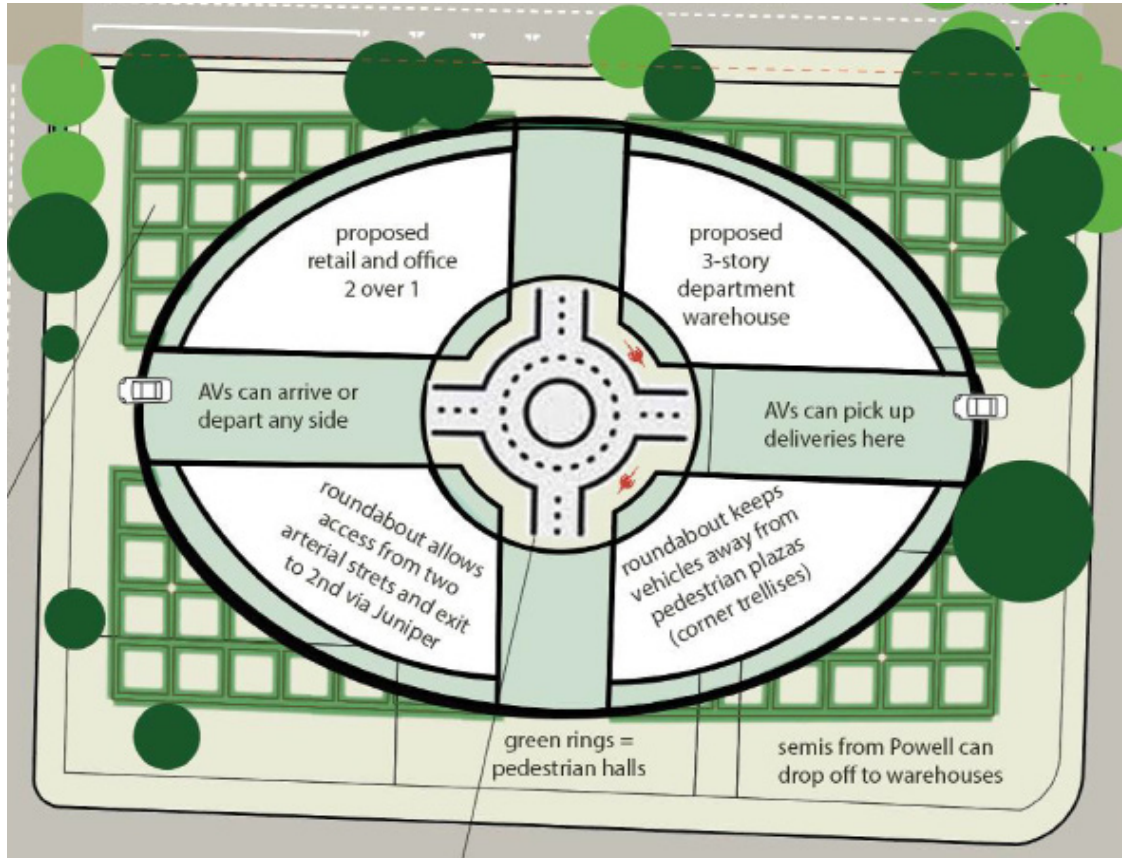 proposed
retail and office
2 over 1
proposed
3-story
department
warehouse
AVs can arrive or
depart any side
AVs can pick up
deliveries here
roundabout allows
access from two
arterial strets and exit
to 2nd via Juniper
roundabout keeps
vehicles away from
pedestrian plazas
(corner trellises)
green rings =
pedestrian halls
semis from Powell can
drop off to warehouses